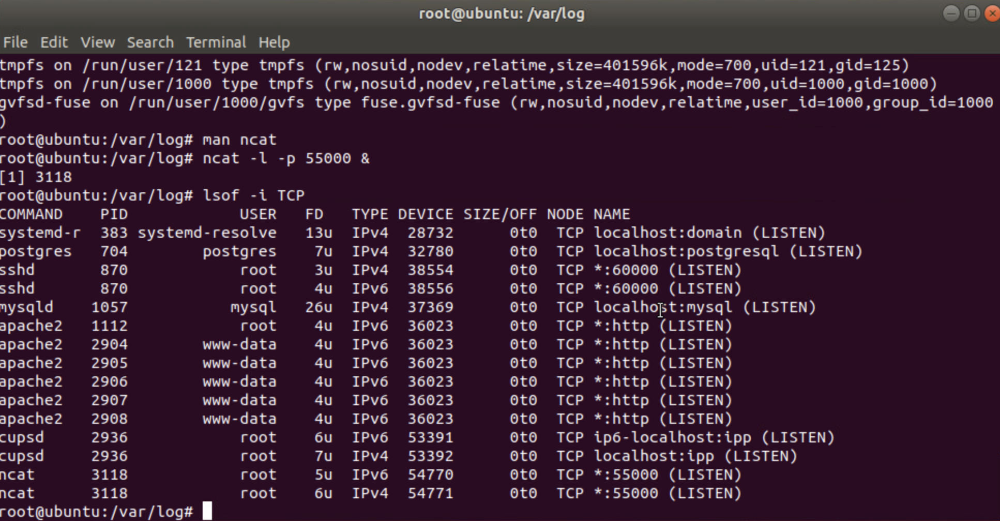 root@ubuntu: /var/log
File Edit View Search Terminal Help
tmpfs on /run/user/121 type tmpfs (rw,nosuid,nodev,relatime,size=401596k,mode=700,uid=121,gid=125)
tmpfs on /run/user/1000 type tmpfs (rw,nosuid,nodev,relatime,size=401596k,mode=700,uid=1000,gid=1000)
gvfsd-fuse on /run/user/1000/gvfs type fuse.gvfsd-fuse (rw,nosuid,nodev,relatime,user_id=1000,group_id=1000
)
root@ubuntu:/var/log# man ncat
root@ubuntu:/var/log# ncat -l -p 55000 &
[1] 3118
root@ubuntu:/var/log# lsof -i TCP
COMMAND    PID            USER   FD   TYPE DEVICE SIZE/OFF NODE NAME
systemd-r  383 systemd-resolve   13u  IPv4  28732      0t0  TCP localhost:domain (LISTEN)
postgres   704        postgres    7u  IPv4  32780      0t0  TCP localhost:postgresql (LISTEN)
sshd       870            root    3u  IPv4  38554      0t0  TCP *:60000 (LISTEN)
sshd       870            root    4u  IPv6  38556      0t0  TCP *:60000 (LISTEN)
mysqld    1057           mysql   26u  IPv4  37369      0t0  TCP localhost:mysql (LISTEN)
apache2   1112            root    4u  IPv6  36023      0t0  TCP *:http (LISTEN)
apache2   2904        www-data    4u  IPv6  36023      0t0  TCP *:http (LISTEN)
apache2   2905        www-data    4u  IPv6  36023      0t0  TCP *:http (LISTEN)
apache2   2906        www-data    4u  IPv6  36023      0t0  TCP *:http (LISTEN)
apache2   2907        www-data    4u  IPv6  36023      0t0  TCP *:http (LISTEN)
apache2   2908        www-data    4u  IPv6  36023      0t0  TCP *:http (LISTEN)
cupsd     2936            root    6u  IPv6  53391      0t0  TCP ip6-localhost:ipp (LISTEN)
cupsd     2936            root    7u  IPv4  53392      0t0  TCP localhost:ipp (LISTEN)
ncat      3118            root    5u  IPv6  54770      0t0  TCP *:55000 (LISTEN)
ncat      3118            root    6u  IPv4  54771      0t0  TCP *:55000 (LISTEN)
root@ubuntu:/var/log#